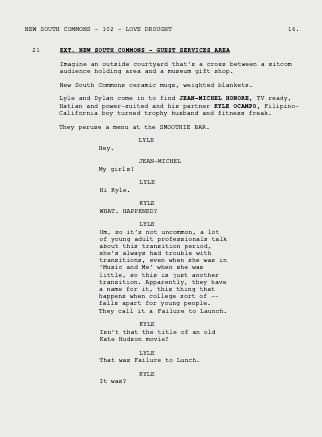 NEW SOUTH COMMONS - 102 - LOVE DROUGHT 16.
21 EXT. NEW SOUTH COMMONS - GUEST SERVICES AREA
Imagine an outside courtyard that's a cross between a sitcom
audience holding area and a museum gift shop.
New South Commons ceramic mugs, weighted blankets.
Lyle and Dylan come in to find JEAN-MICHEL HONORE, TV ready,
Hatian and power-suited and his partner KYLE OCAMPO, Filipino-
California boy turned trophy husband and fitness freak.
They peruse a menu at the SMOOTHIE BAR.
LYLE
Hey.
JEAN-MICHEL
My girls!
LYLE
Hi Kyle.
KYLE
WHAT. HAPPENED?
LYLE
Um, so it's not uncommon, a lot
of young adult professionals talk
about this transition period,
she's always had trouble with
transitions, even when she was in
'Music and Me' when she was
little, so this is just another
transition. Apparently, they have
a name for it, this thing that
happens when college sort of --
falls apart for young people.
They call it a Failure to Launch.
KYLE
Isn't that the title of an old
Kate Hudson movie?
LYLE
That was Failure to Lunch.
KYLE
It was?